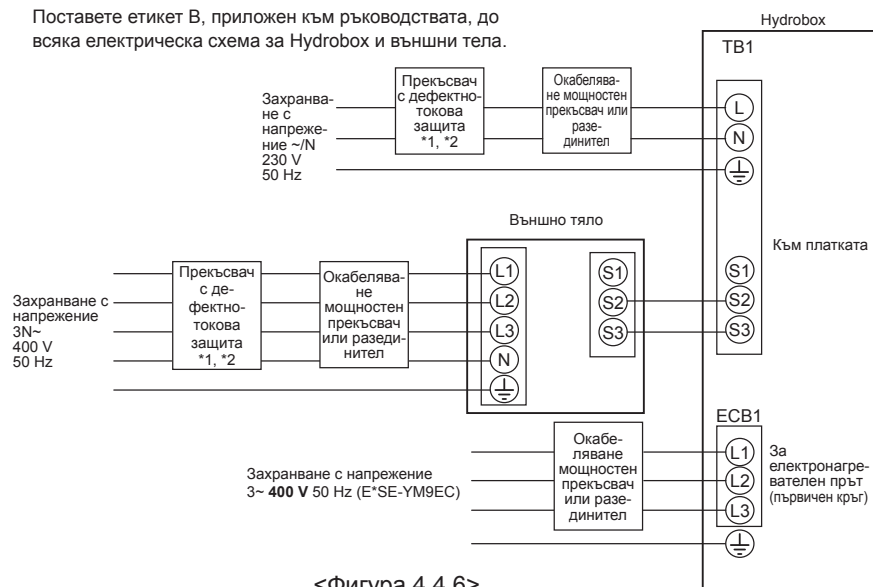 Поставете етикет B, приложен към ръководствата, до
всяка електрическа схема за Hydrobox и външни тела.
Hydrobox
TB1
Захранва-
не с
напреже-
ние ~/N
230 V
50 Hz
Прекъсвач
с дефектно-
токова
защита
*1, *2
Окабелява-
не мощностен
прекъсвач или
разе-
динител
L
N
Външно тяло
Към платката
Захранване с
напрежение
3N~
400 V
50 Hz
Прекъсвач
с де-
фектно-
токова
защита
*1, *2
Окабелява-
не
мощностен
прекъсвач
или разеди-
нител
L1
L2
L3
N
S1
S2
S3
S1
S2
S3
ECB1
Захранване с напрежение
3~ 400 V 50 Hz (E*SE-YM9EC)
Окабе-
ляване
мощностен
прекъсвач
или разе-
динител
L1
L2
L3
За
електронагре-
вателен прът
(първичен кръг)
<Фигура 4.4.6>